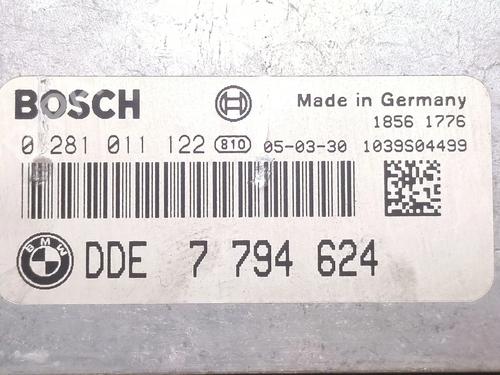 BOSCH
Made in Germany
1856 1776
0 281 011 122 810 05-03-30 1039S04499
BMW
DDE 7 794 624